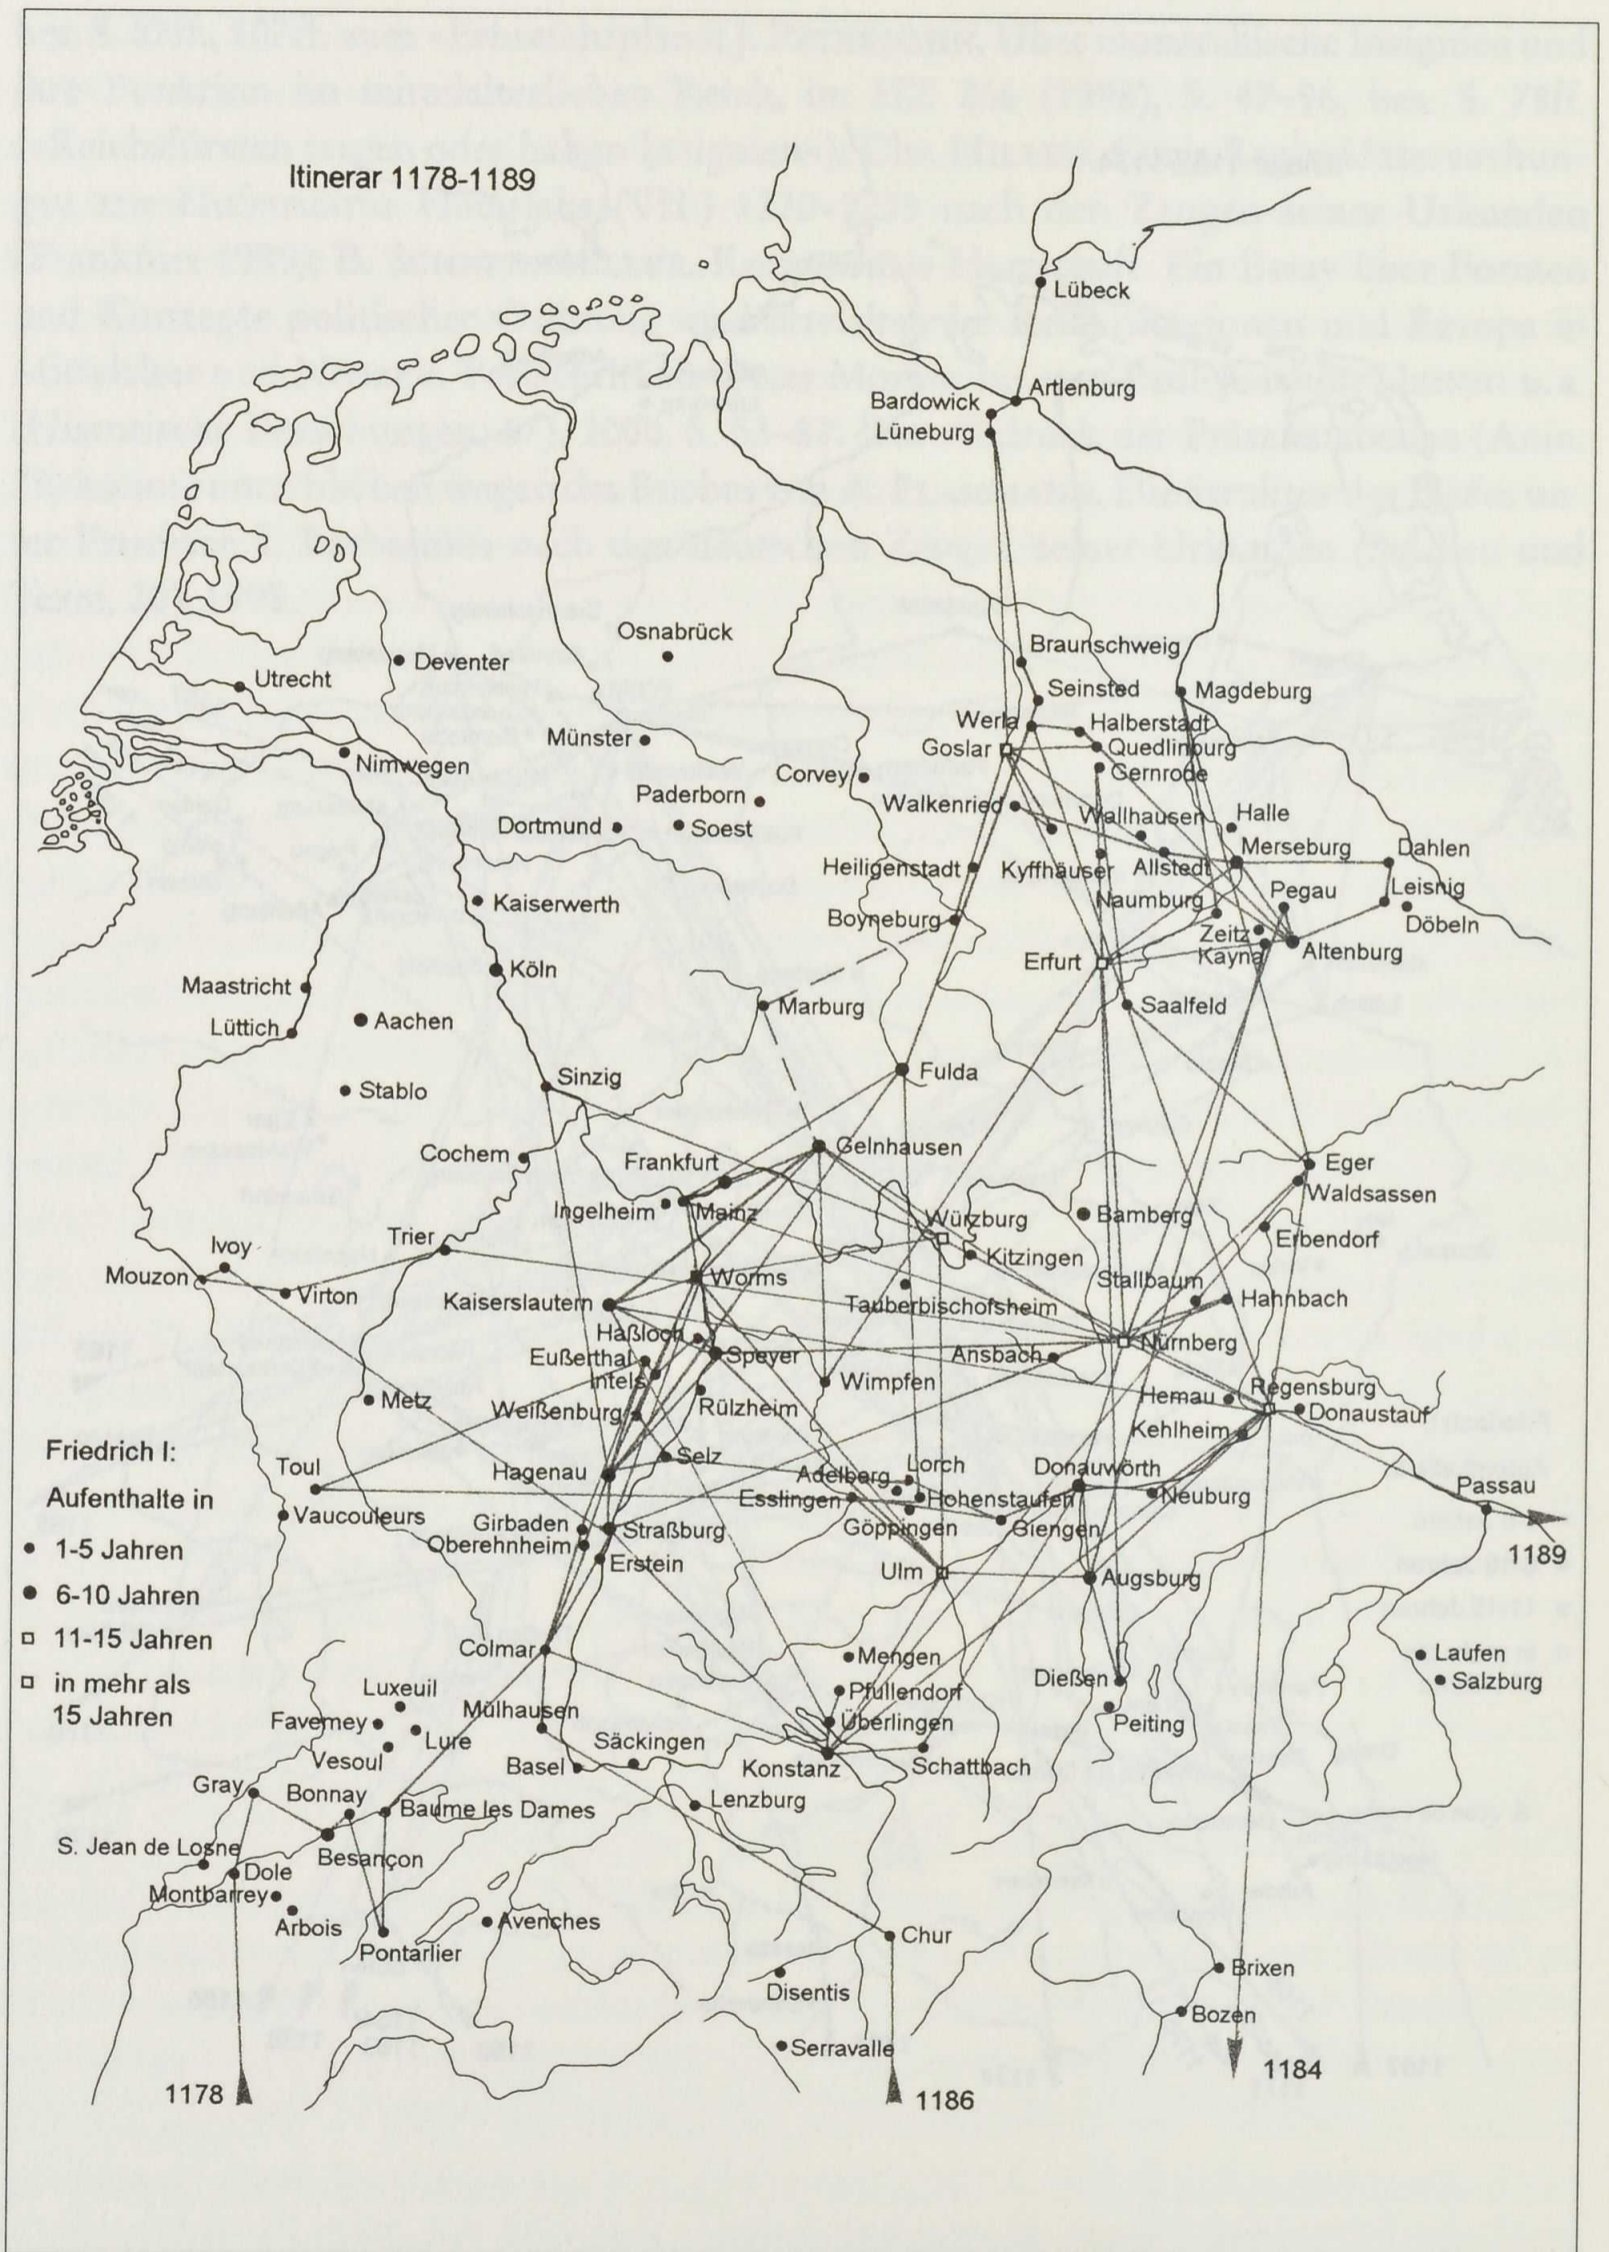 Itinerar 1178-1189
Lübeck
Artlenburg
Bardowick
Lüneburg
Osnabrück
Deventer
Utrecht
Braunschweig
Seinsted
Magdeburg
Werla
Halberstadt
Münster
Goslar
Quedlinburg
Nimwegen
Corvey
Gernrode
Paderborn
Walkenried
Wallhausen
Halle
Dortmund
Soest
Merseburg
Dahlen
Heiligenstadt
Kyffhäuser
Allstedt
Leisnig
Kaiserwerth
Naumburg
Pegau
Boyneburg
Döbeln
Zeitz
Kayna
Altenburg
Köln
Erfurt
Maastricht
Marburg
Saalfeld
Lüttich
Aachen
Fulda
Sinzig
Stablo
Gelnhausen
Cochem
Frankfurt
Eger
Waldsassen
Ingelheim
Mainz
Würzburg
Bamberg
Trier
Erbendorf
Ivoy
Kitzingen
Mouzon
Worms
Stallbaum
Virton
Kaiserslautern
Tauberbischofsheim
Hahnbach
Haßloch
Nürnberg
Eußerthal
Speyer
Ansbach
Intels
Wimpfen
Regensburg
Metz
Hemau
Weißenburg
Rülzheim
Donaustauf
Kehlheim
Friedrich I:
Selz
Toul
Hagenau
Adelberg
Lorch
Donauwörth
Passau
Aufenthalte in
Esslingen
Hohenstaufen
Neuburg
Vaucouleurs
Girbaden
Straßburg
Göppingen
Giengen
Oberehnheim
1-5 Jahren
Erstein
Ulm
Augsburg
1189
6-10 Jahren
11-15 Jahren
Colmar
Mengen
Laufen
in mehr als
15 Jahren
Dießen
Salzburg
Luxeuil
Pfullendorf
Faverney
Mülhausen
Überlingen
Peiting
Lure
Vesoul
Säckingen
Basel
Konstanz
Schattbach
Gray
Bonnay
Baume les Dames
Lenzburg
S. Jean de Losne
Besançon
Dole
Montbarrey
Arbois
Avenches
Pontarlier
Chur
Brixen
Disentis
Bozen
Serravalle
1184
1178
1186